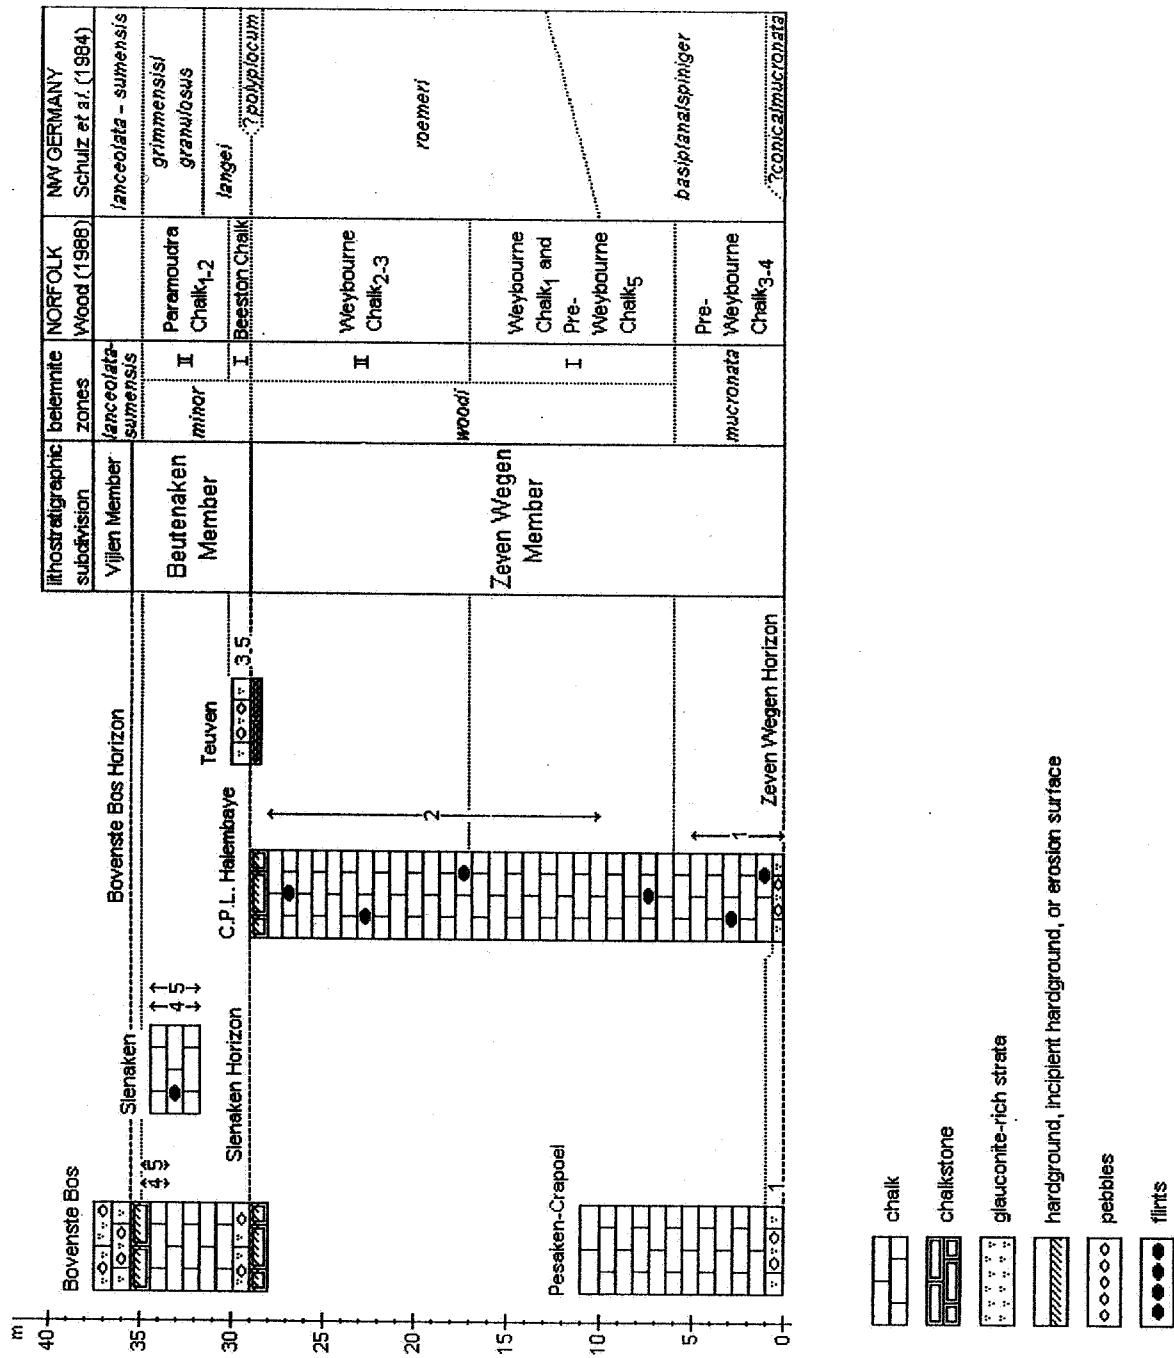 m
40
35
30
25
20
15
10
5
0
Bovenste Bos
4 5
Slenaken
4 5
Slenaken Horizon
Bovenste Bos Horizon
Pesaken-Crapoel
1
C.P.L. Halembaye
2
1
Teuven
3,5
Zeven Wegen Horizon
lithostratigraphic
subdivision
Vijlen Member
Beutenaken
Member
Zeven Wegen
Member
belemnite
zones
lanceolata-
sumensis
minor
II
I
woodi
II
I
mucronata
NORFOLK
Wood (1988)
Paramoudra
Chalk1-2
Beeston Chalk
Weybourne
Chalk2-3
Weybourne
Chalk1 and
Pre-
Weybourne
Chalk5
Pre-
Weybourne
Chalk3-4
NW GERMANY
Schulz et al. (1984)
lanceolata - sumensis
grimmensis/
granulosus
langei
?polyplocum
roemeri
basiplana/spiniger
?conica/mucronata
chalk
chalkstone
glauconite-rich strata
hardground, incipient hardground, or erosion surface
pebbles
flints